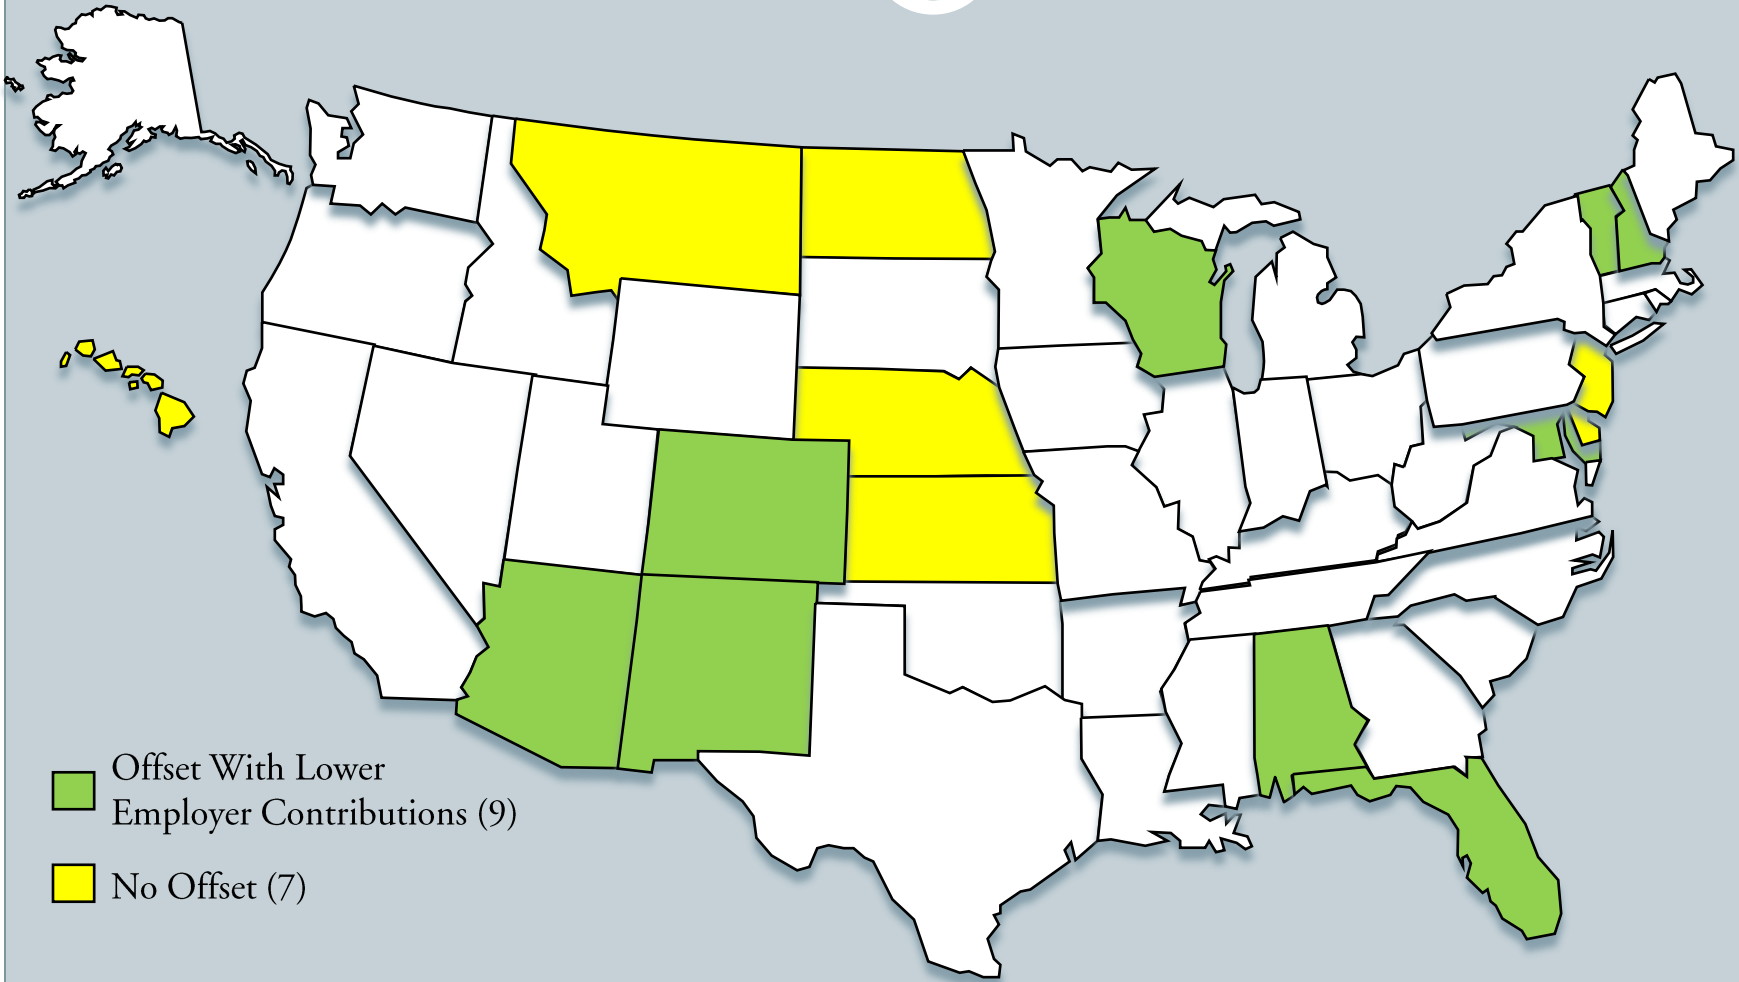 Offset With Lower
Employer Contributions (9)
No Offset (7)